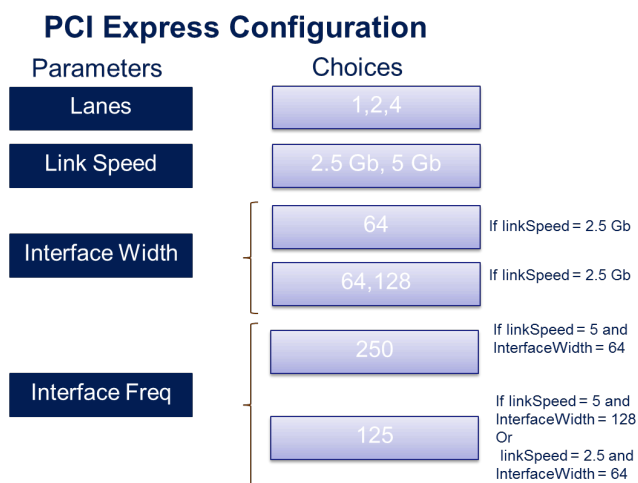 PCI Express Configuration
Parameters
Choices
Lanes
1,2,4
Link Speed
2.5 Gb, 5 Gb
Interface Width
64
If linkSpeed = 2.5 Gb
64,128
If linkSpeed = 2.5 Gb
Interface Freq
250
If linkSpeed = 5 and
InterfaceWidth = 64
125
If linkSpeed = 5 and
InterfaceWidth = 128
Or
linkSpeed = 2.5 and
InterfaceWidth = 64